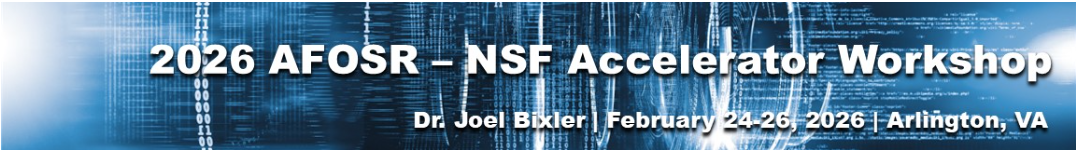 2026 AFOSR – NSF Accelerator Workshop
Dr. Joel Bixler | February 24-26, 2026 | Arlington, VA